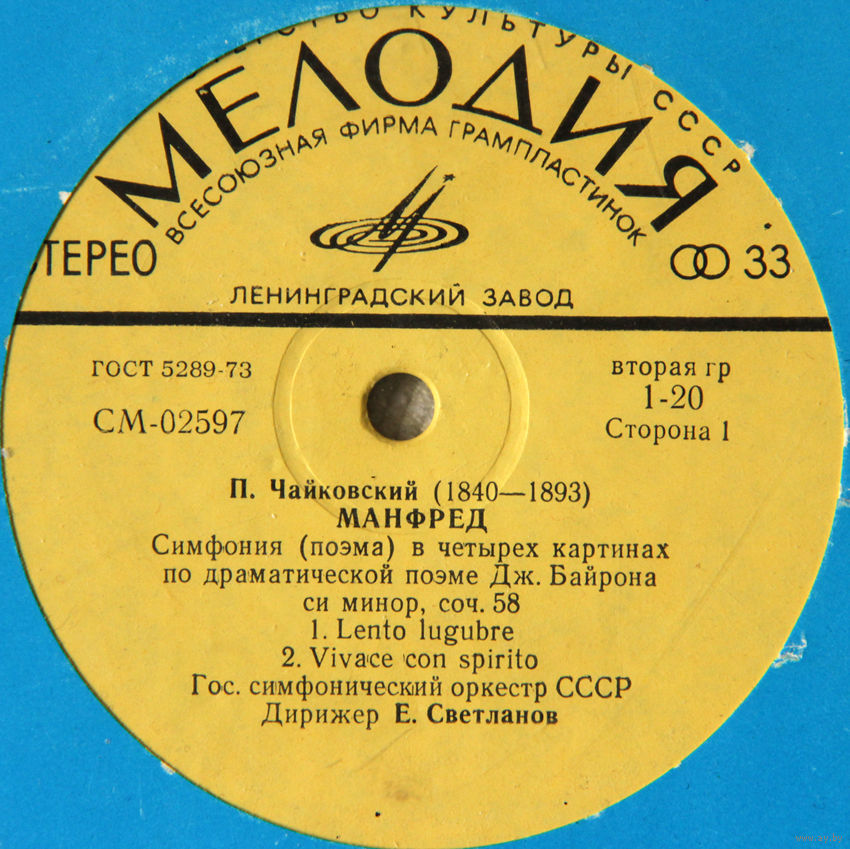 КУЛЬТУРЫ СССР
МЕЛОДИЯ
ВСЕСОЮЗНАЯ ФИРМА ГРАМПЛАСТИНОК
СТЕРЕО
33
ЛЕНИНГРАДСКИЙ ЗАВОД
ГОСТ 5289-73
вторая гр
СМ-02597
1-20
Сторона 1
П. Чайковский (1840—1893)
МАНФРЕД
Симфония (поэма) в четырех картинах
по драматической поэме Дж. Байрона
си минор, соч. 58
1. Lento lugubre
2. Vivace con spirito
Гос. симфонический оркестр СССР
Дирижер Е. Светланов